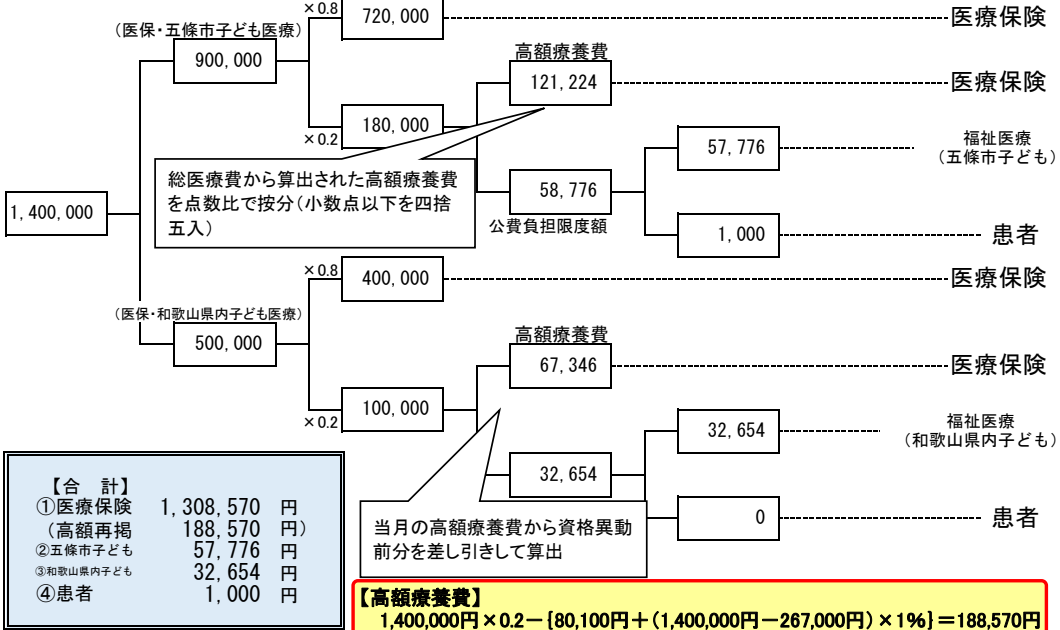 ×0.8
720,000
医療保険
(医保・五條市子ども医療)
900,000
高額療養費
121,224
医療保険
×0.2
180,000
総医療費から算出された高額療養費
を点数比で按分(小数点以下を四捨
五入)
57,776
福祉医療
(五條市子ども)
58,776
公費負担限度額
1,400,000
1,000
患者
×0.8
400,000
医療保険
(医保・和歌山県内子ども医療)
500,000
高額療養費
67,346
医療保険
×0.2
100,000
32,654
福祉医療
(和歌山県内子ども)
32,654
当月の高額療養費から資格異動
前分を差し引きして算出
0
患者
【合 計】
①医療保険 1,308,570 円
(高額再掲 188,570 円)
②五條市子ども 57,776 円
③和歌山県内子ども 32,654 円
④患者 1,000 円
【高額療養費】
1,400,000円×0.2-{80,100円+(1,400,000円-267,000円)×1%}=188,570円